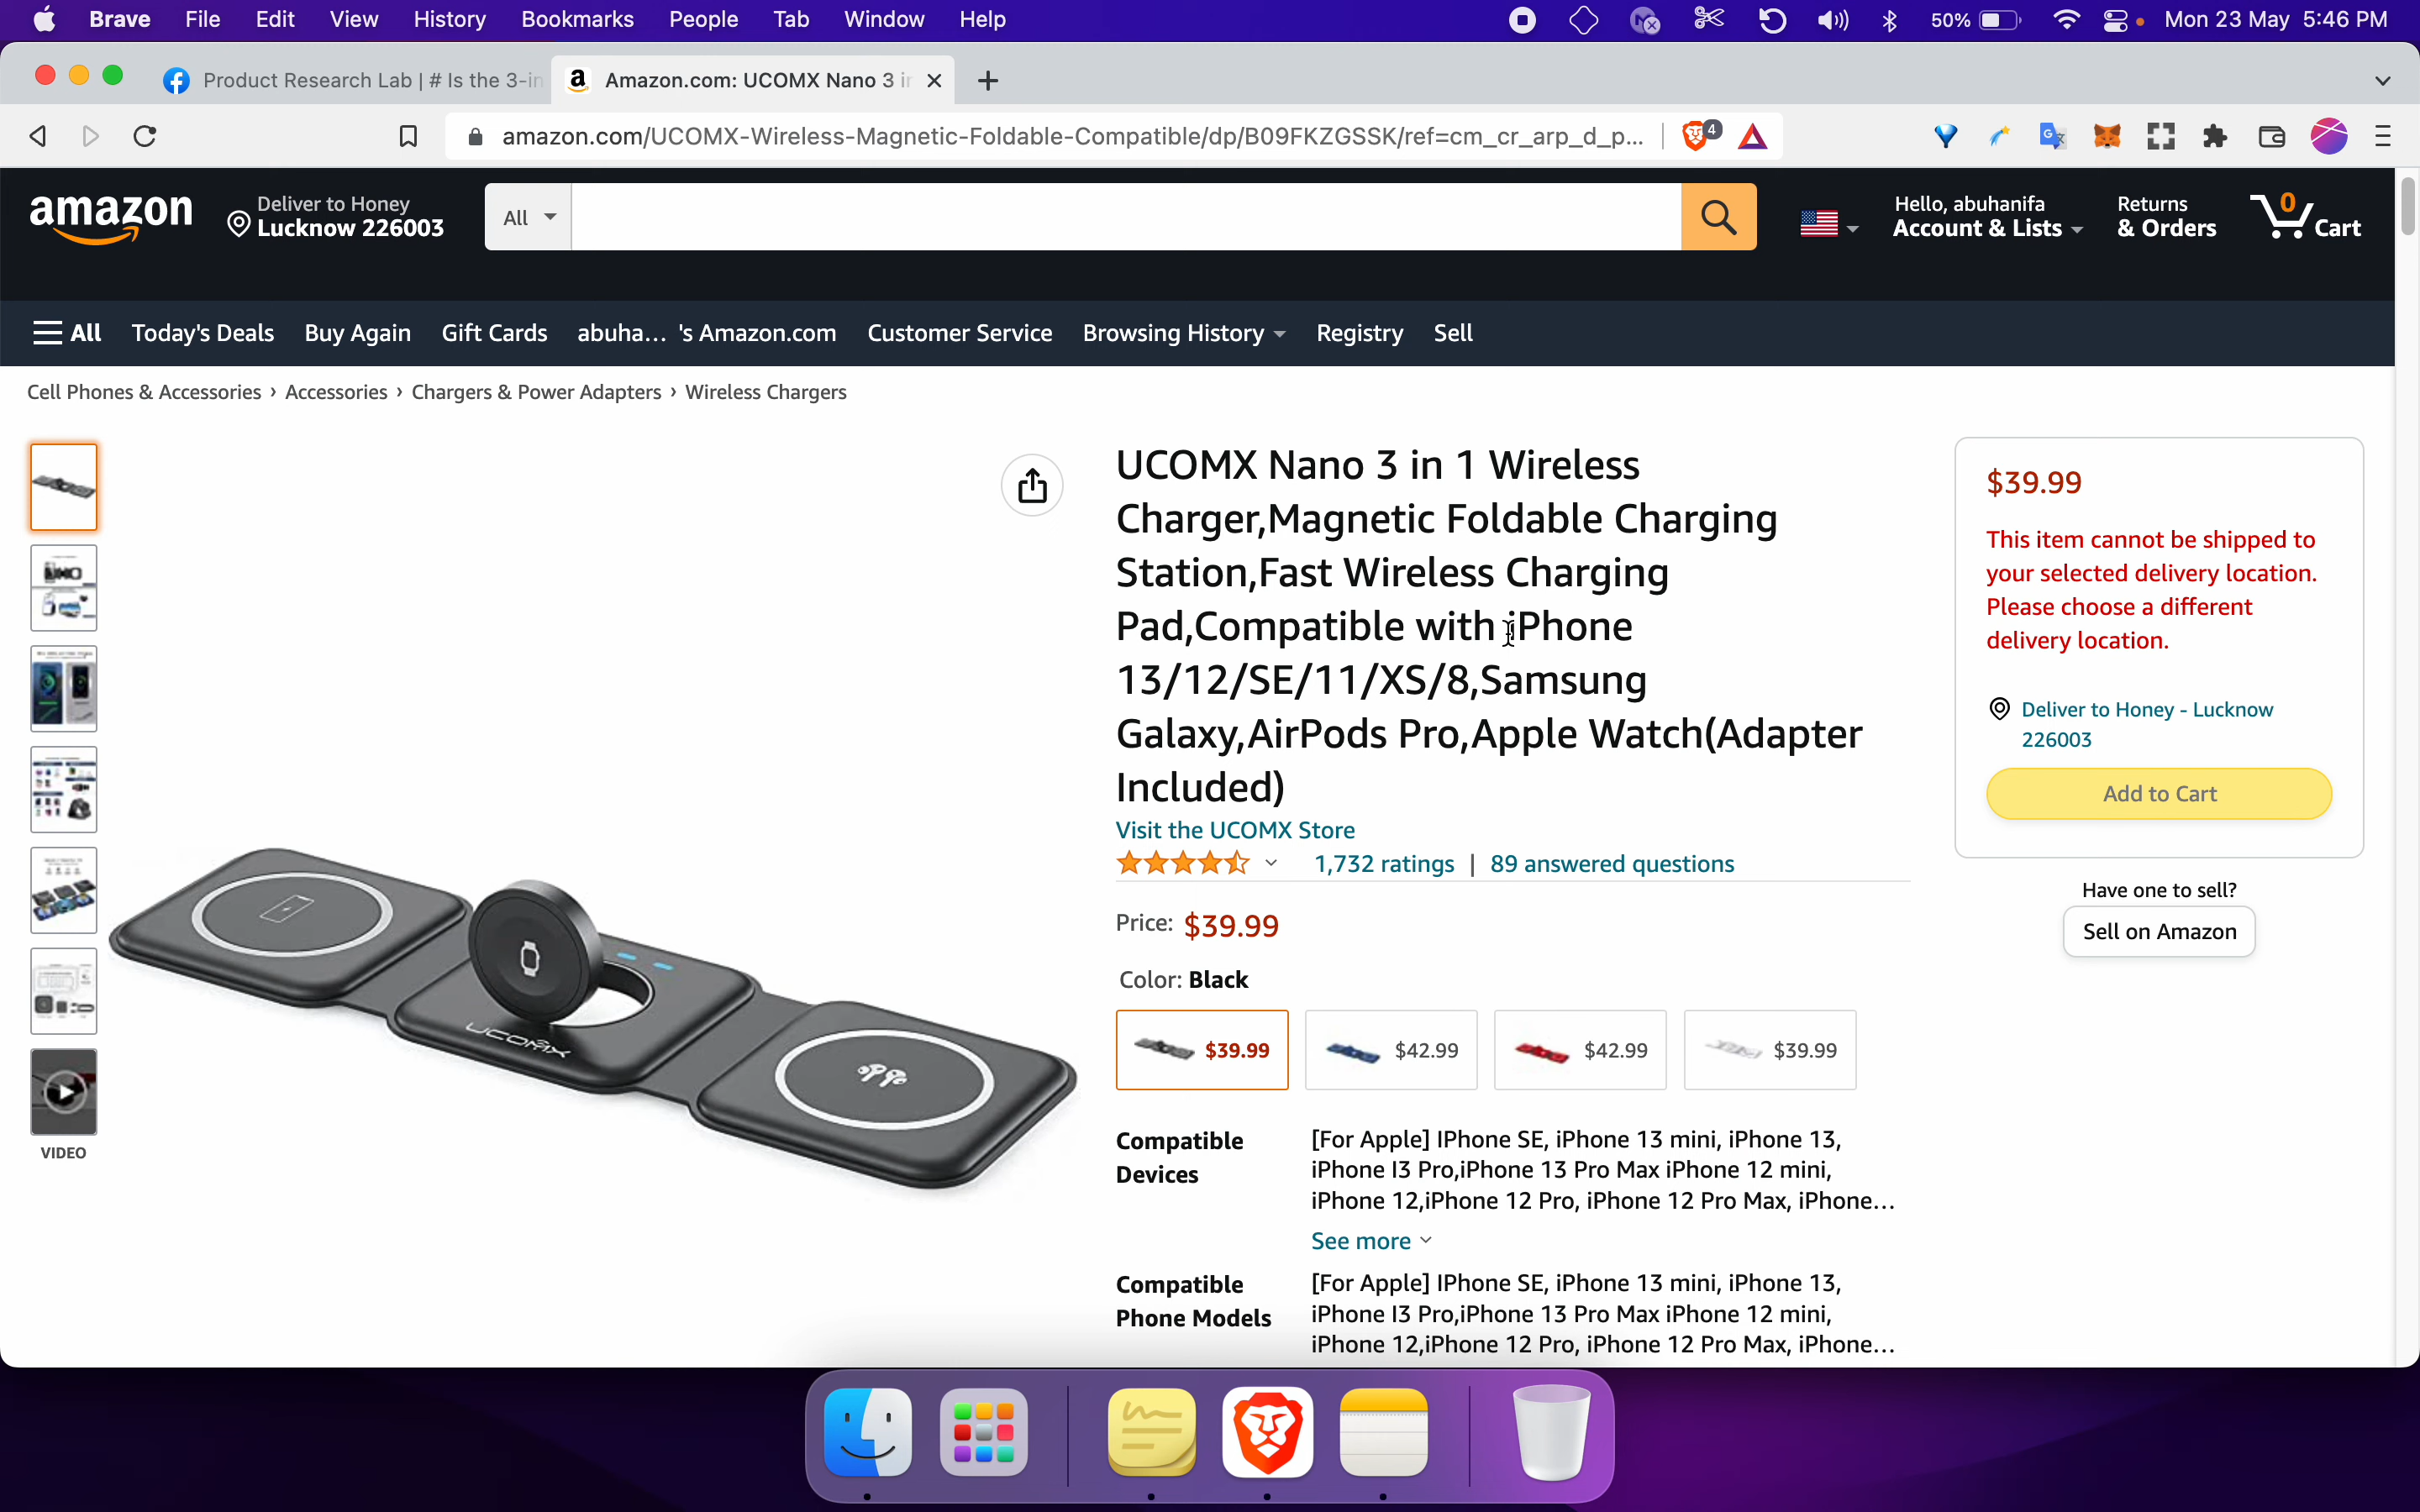 Brave File Edit View History Bookmarks People Tab Window Help 50% Mon 23 May 5:46 PM
Product Research Lab | # Is the 3-in
Amazon.com: UCOMX Nano 3 in
amazon.com/UCOMX-Wireless-Magnetic-Foldable-Compatible/dp/B09FKZGSSK/ref=cm_cr_arp_d_p... 4
amazon
Deliver to Honey
Lucknow 226003
All
Hello, abuhanifa
Account & Lists
Returns
& Orders
0
Cart
All Today's Deals Buy Again Gift Cards abuha... 's Amazon.com Customer Service Browsing History Registry Sell
Cell Phones & Accessories › Accessories › Chargers & Power Adapters › Wireless Chargers
VIDEO
UCOMX
UCOMX Nano 3 in 1 Wireless
Charger,Magnetic Foldable Charging
Station,Fast Wireless Charging
Pad,Compatible with iPhone
13/12/SE/11/XS/8,Samsung
Galaxy,AirPods Pro,Apple Watch(Adapter
Included)
Visit the UCOMX Store
1,732 ratings | 89 answered questions
Price: $39.99
Color: Black
$39.99 $42.99 $42.99 $39.99
Compatible
Devices
[For Apple] IPhone SE, iPhone 13 mini, iPhone 13,
iPhone I3 Pro,iPhone 13 Pro Max iPhone 12 mini,
iPhone 12,iPhone 12 Pro, iPhone 12 Pro Max, iPhone...
See more
Compatible
Phone Models
[For Apple] IPhone SE, iPhone 13 mini, iPhone 13,
iPhone I3 Pro,iPhone 13 Pro Max iPhone 12 mini,
iPhone 12,iPhone 12 Pro, iPhone 12 Pro Max, iPhone...
$39.99
This item cannot be shipped to
your selected delivery location.
Please choose a different
delivery location.
Deliver to Honey - Lucknow
226003
Add to Cart
Have one to sell?
Sell on Amazon